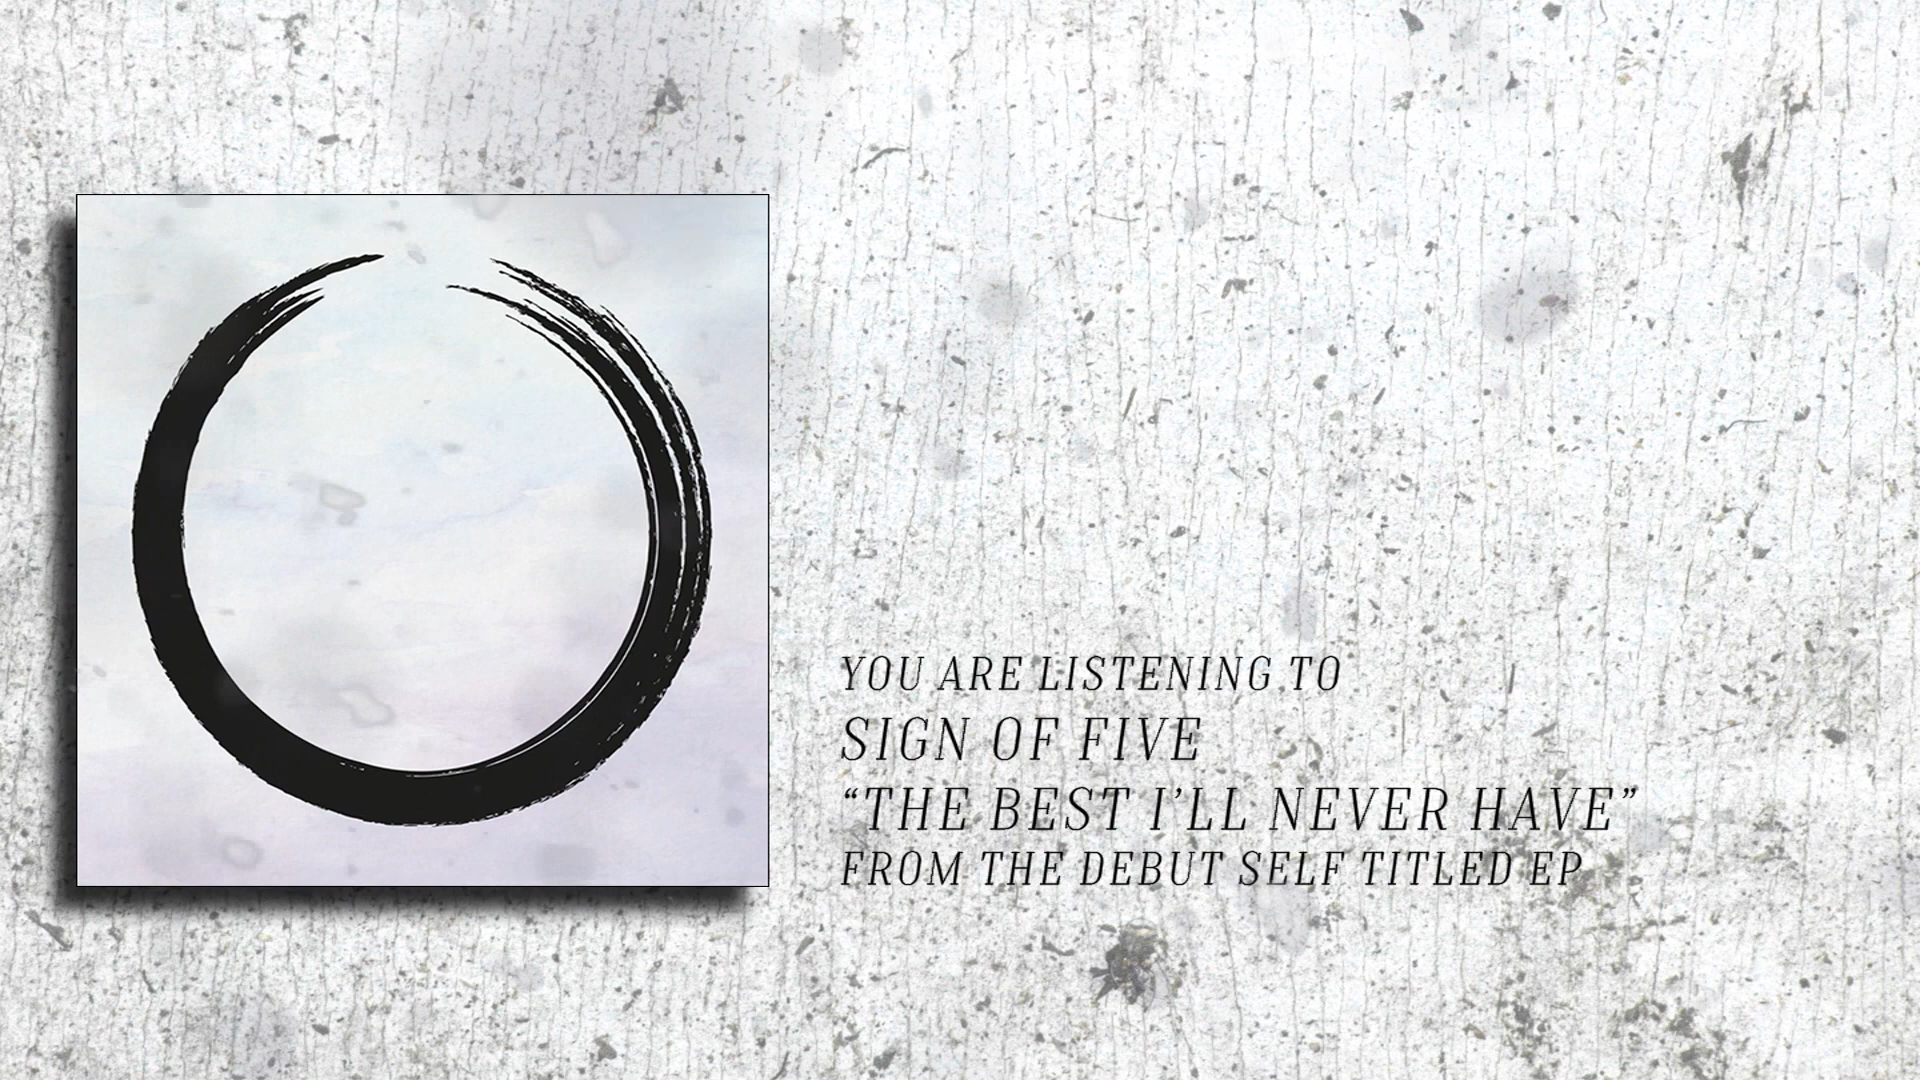 YOU ARE LISTENING TO
SIGN OF FIVE
“THE BEST I’LL NEVER HAVE”
FROM THE DEBUT SELF TITLED EP